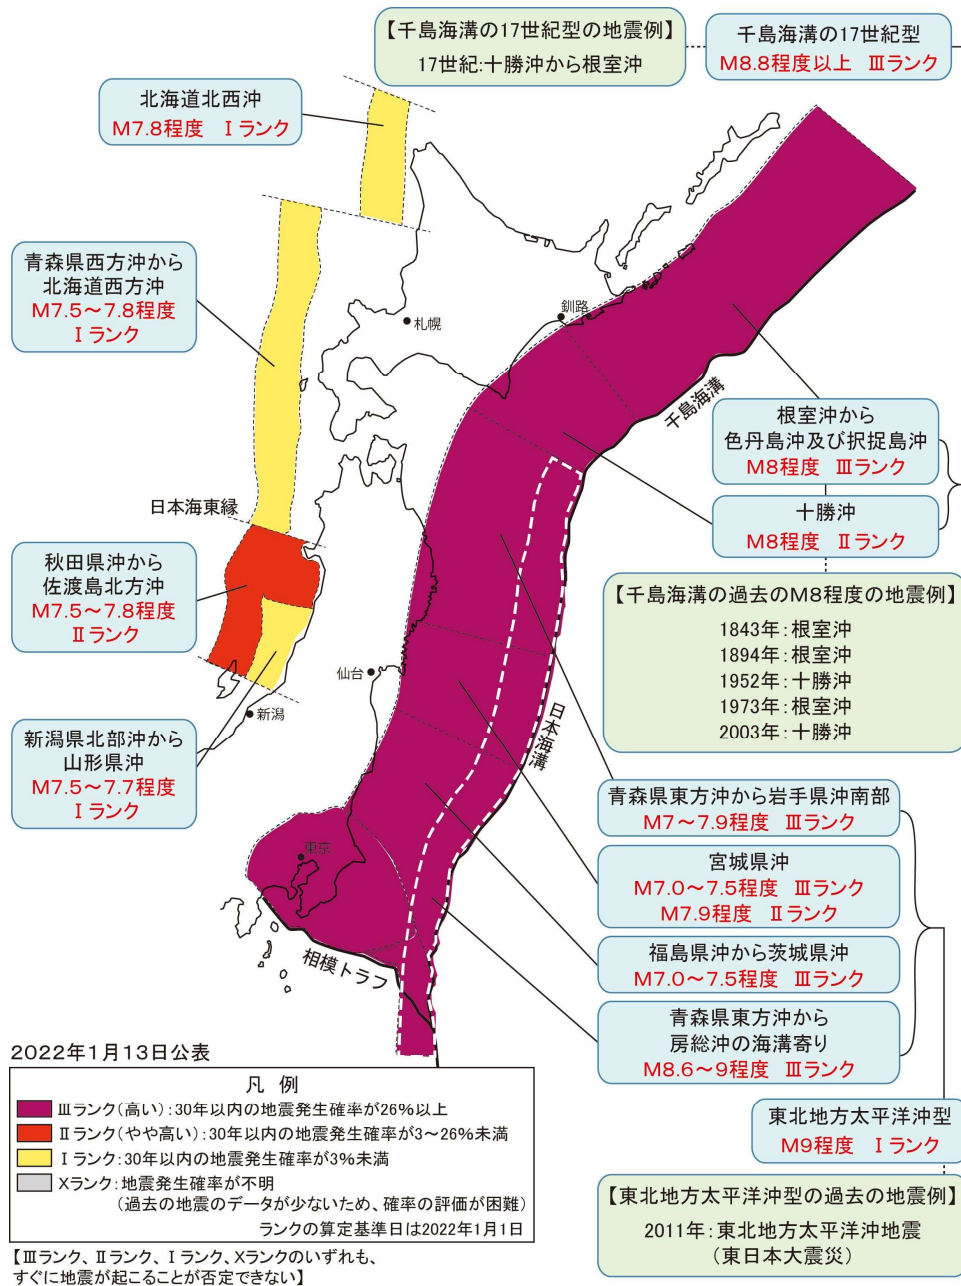 【千島海溝の17世紀型の地震例】
17世紀:十勝沖から根室沖
千島海溝の17世紀型
M8.8程度以上 Ⅲランク
北海道北西沖
M7.8程度 Ⅰランク
青森県西方沖から
北海道西方沖
M7.5~7.8程度
Ⅰランク
札幌
釧路
千島海溝
根室沖から
色丹島沖及び択捉島沖
M8程度 Ⅲランク
十勝沖
M8程度 Ⅱランク
日本海東縁
秋田県沖から
佐渡島北方沖
M7.5~7.8程度
Ⅱランク
【千島海溝の過去のM8程度の地震例】
1843年:根室沖
1894年:根室沖
1952年:十勝沖
1973年:根室沖
2003年:十勝沖
仙台
新潟
日本海溝
新潟県北部沖から
山形県沖
M7.5~7.7程度
Ⅰランク
青森県東方沖から岩手県沖南部
M7~7.9程度 Ⅲランク
宮城県沖
M7.0~7.5程度 Ⅲランク
M7.9程度 Ⅱランク
東京
相模トラフ
福島県沖から茨城県沖
M7.0~7.5程度 Ⅲランク
青森県東方沖から
房総沖の海溝寄り
M8.6~9程度 Ⅲランク
東北地方太平洋沖型
M9程度 Ⅰランク
【東北地方太平洋沖型の過去の地震例】
2011年:東北地方太平洋沖地震
(東日本大震災)
2022年1月13日公表
凡 例
Ⅲランク(高い):30年以内の地震発生確率が26%以上
Ⅱランク(やや高い):30年以内の地震発生確率が3~26%未満
Ⅰランク:30年以内の地震発生確率が3%未満
Xランク:地震発生確率が不明
(過去の地震のデータが少ないため、確率の評価が困難)
ランクの算定基準日は2022年1月1日
【Ⅲランク、Ⅱランク、Ⅰランク、Xランクのいずれも、
すぐに地震が起こることが否定できない】